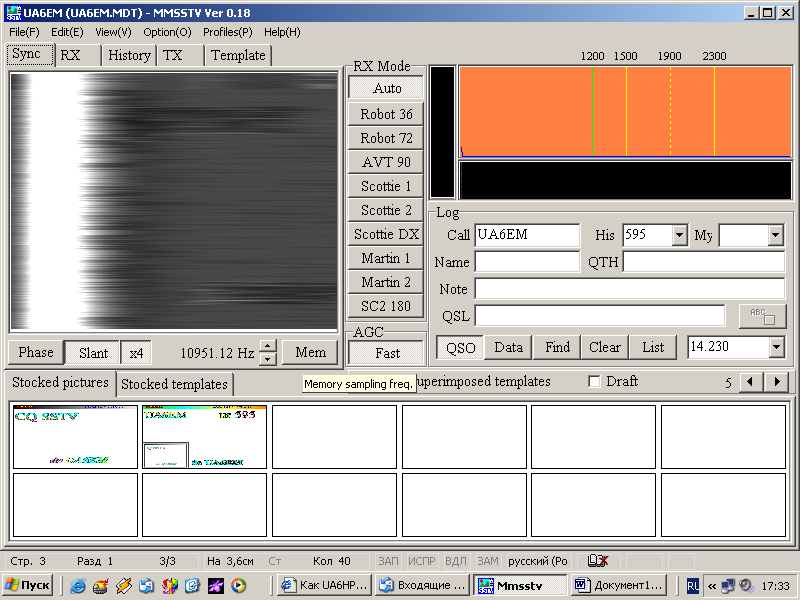 UA6EM (UA6EM.MDT) - MMSSTV Ver 0.18
File(F) Edit(E) View(V) Option(O) Profiles(P) Help(H)
Sync RX History TX Template
RX Mode
Auto
Robot 36
Robot 72
AVT 90
Scottie 1
Scottie 2
Scottie DX
Martin 1
Martin 2
SC2 180
AGC
Fast
1200 1500 1900 2300
Log
Call UA6EM His 595 My
Name QTH
Note
QSL ABC
QSO Data Find Clear List 14.230
Phase Slant x4 10951.12 Hz Mem
Memory sampling freq.
Stocked pictures Stocked templates uperimposed templates Draft 5
CQ SSTV
de UA6EM
UA6EM UR 595
de UA6EM
Стр. 3 Разд 1 3/3 На 3,6см Ст Кол 40 ЗАП ИСПР ВДЛ ЗАМ русский (Ро
Пуск Как UA6HP... Входящие ... Mmsstv Документ1... RL « 17:33